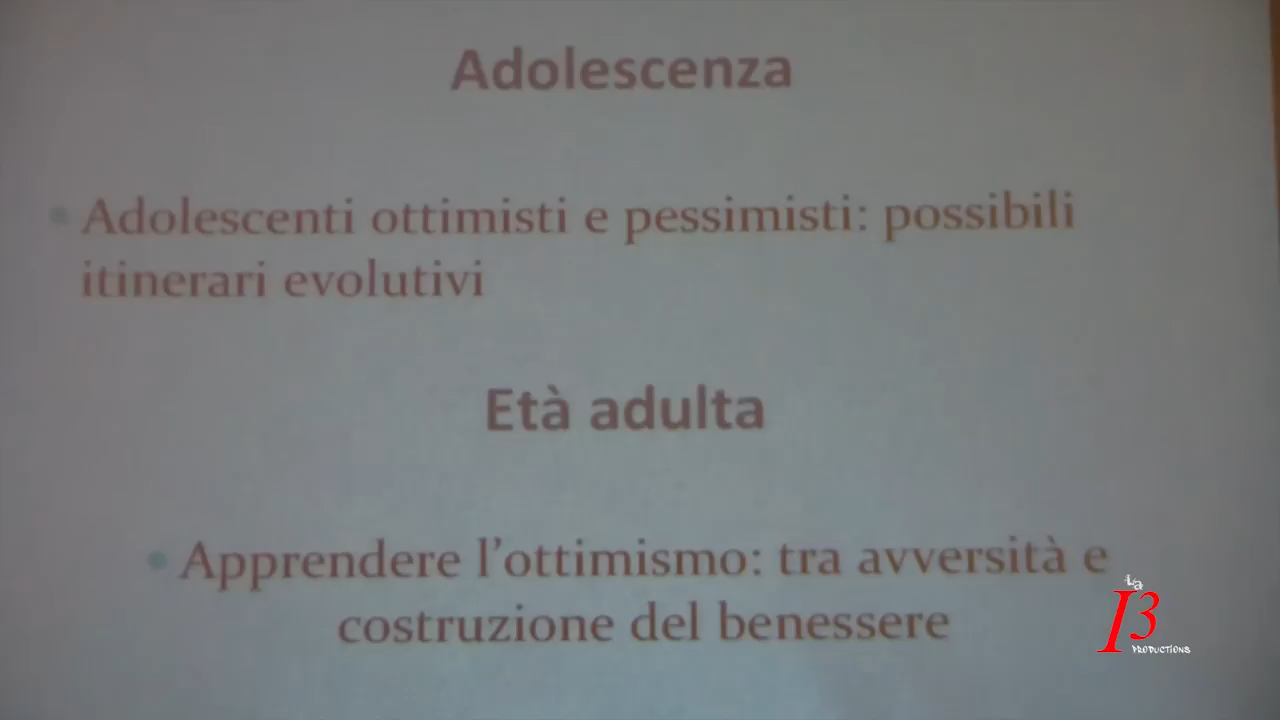 Adolescenza
• Adolescenti ottimisti e pessimisti: possibili
itinerari evolutivi
Età adulta
• Apprendere l’ottimismo: tra avversità e
costruzione del benessere
La
I3
PRODUCTIONS